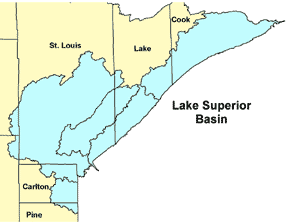 Cook
St. Louis
Lake
Lake Superior
Basin
Carlton
Pine